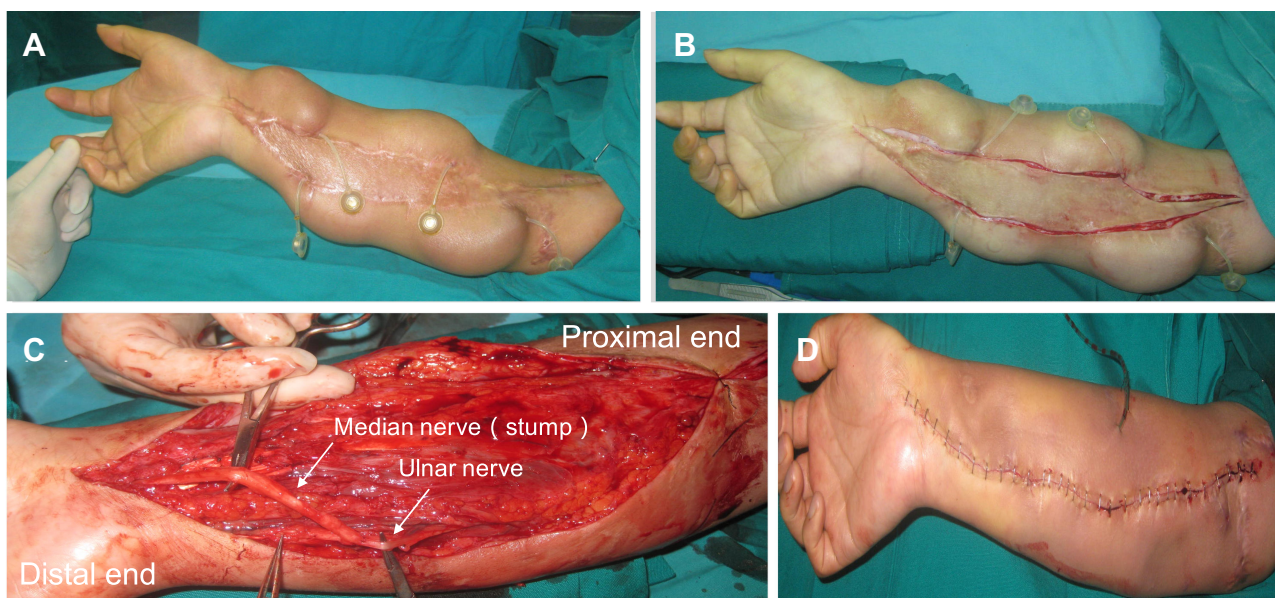 A
B
C
Proximal end
Median nerve ( stump )
Ulnar nerve
Distal end
D